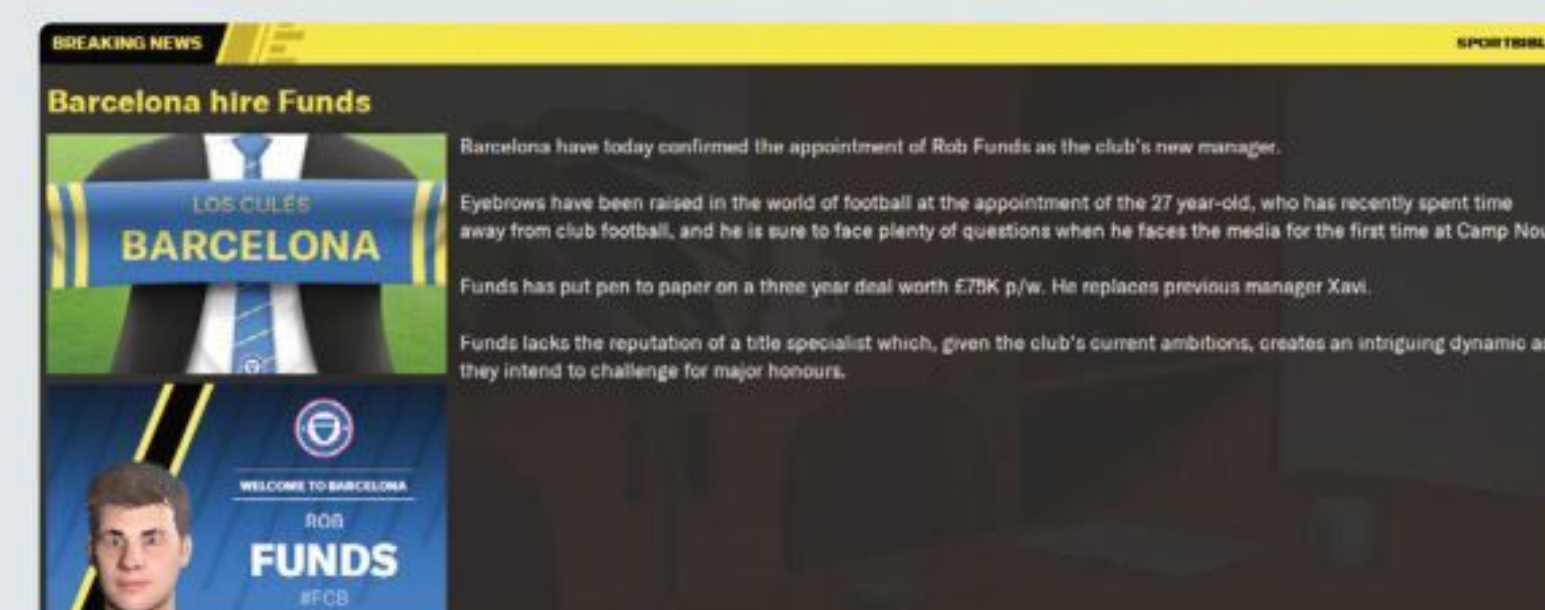 BREAKING NEWS
Barcelona hire Funds
LOS CULÉS
BARCELONA
Barcelona have today confirmed the appointment of Rob Funds as the club's new manager.
Eyebrows have been raised in the world of football at the appointment of the 27 year-old, who has recently spent time
away from club football, and he is sure to face plenty of questions when he faces the media for the first time at Camp Nou
Funds has put pen to paper on a three year deal worth £75K p/w. He replaces previous manager Xavi.
Funds lacks the reputation of a title specialist which, given the club's current ambitions, creates an intriguing dynamic as
they intend to challenge for major honours.
WELCOME TO BARCELONA
ROB
FUNDS
#FCB